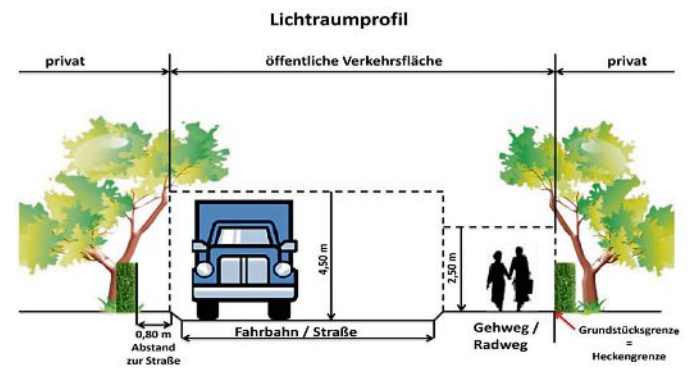 Lichtraumprofil
privat
öffentliche Verkehrsfläche
privat
4,50 m
2,50 m
0,80 m
Abstand
zur Straße
Fahrbahn / Straße
Gehweg /
Radweg
Grundstücksgrenze
=
Heckengrenze